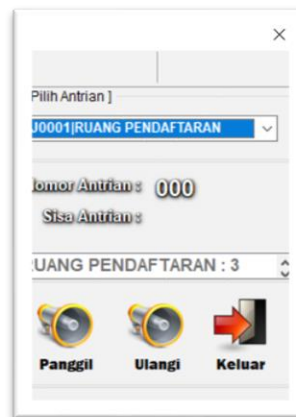 Pilih Antrian ]
J0001|RUANG PENDAFTARAN
Nomor Antrian : 000
Sisa Antrian :
RUANG PENDAFTARAN : 3
Panggil Ulangi Keluar